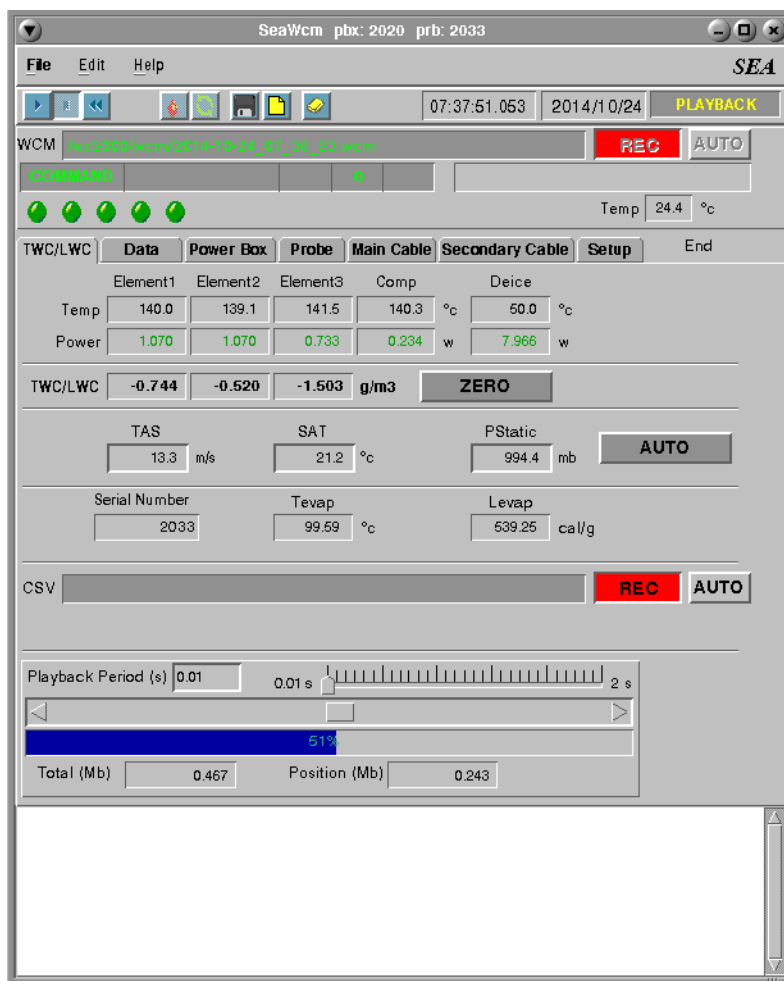 SeaWcm pbx: 2020 prb: 2033
File Edit Help SEA
07:37:51.053 2014/10/24 PLAYBACK
WCM REC AUTO
COMMAND 0
Temp 24.4 °c
TWC/LWC Data Power Box Probe Main Cable Secondary Cable Setup End
Element1 Element2 Element3 Comp Deice
Temp 140.0 139.1 141.5 140.3 °c 50.0 °c
Power 1.070 1.070 0.733 0.234 w 7.966 w
TWC/LWC -0.744 -0.520 -1.503 g/m3 ZERO
TAS SAT PStatic
13.3 m/s 21.2 °c 994.4 mb AUTO
Serial Number Tevap Levap
2033 99.59 °c 539.25 cal/g
CSV REC AUTO
Playback Period (s) 0.01 0.01 s 2 s
51%
Total (Mb) 0.467 Position (Mb) 0.243